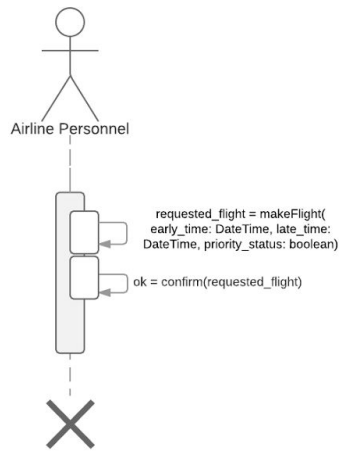 Airline Personnel
requested_flight = makeFlight(
early_time: DateTime, late_time:
DateTime, priority_status: boolean)
ok = confirm(requested_flight)